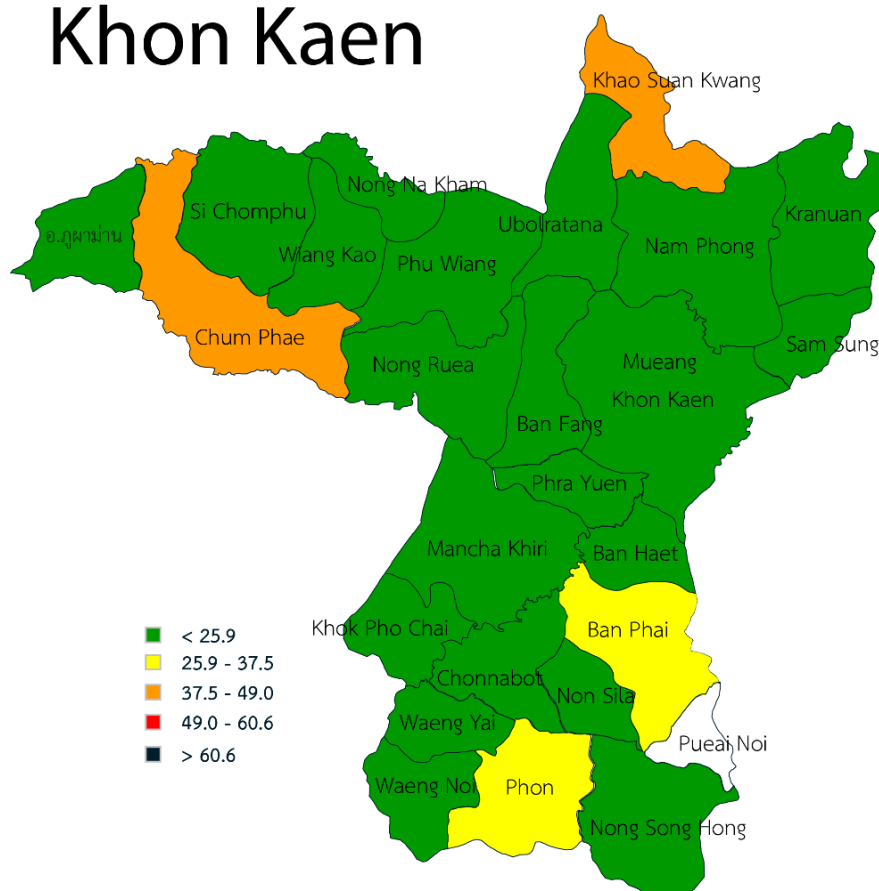 Khon Kaen
Khao Suan Kwang
Nong Na Kham
Si Chomphu
Kranuan
อ.ภูผาม่าน
Ubolratana
Nam Phong
Wiang Kao
Phu Wiang
Chum Phae
Sam Sung
Nong Ruea
Mueang
Khon Kaen
Ban Fang
Phra Yuen
Mancha Khiri
Ban Haet
Khok Pho Chai
Ban Phai
< 25.9
25.9 - 37.5
37.5 - 49.0
49.0 - 60.6
> 60.6
Chonnabot
Non Sila
Waeng Yai
Pueai Noi
Waeng Noi
Phon
Nong Song Hong